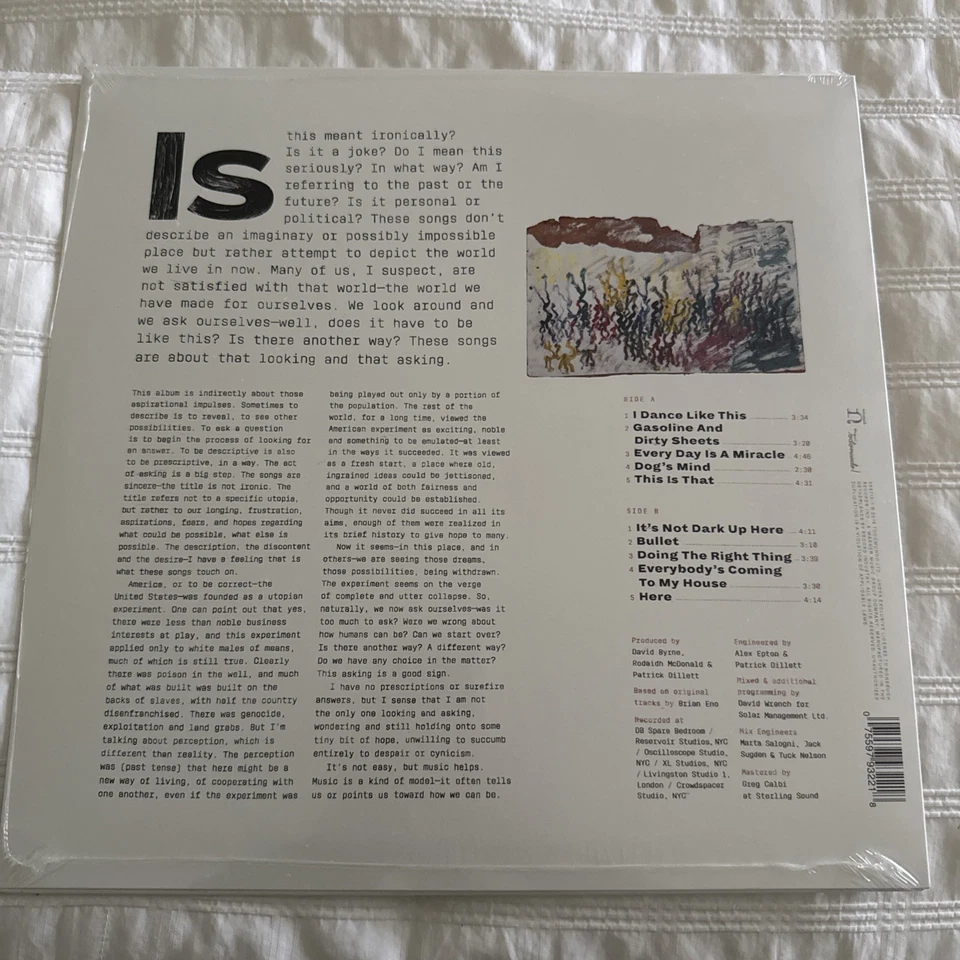 Is this meant ironically?
Is it a joke? Do I mean this
seriously? In what way? Am I
referring to the past or the
future? Is it personal or
political? These songs don't
describe an imaginary or possibly impossible
place but rather attempt to depict the world
we live in now. Many of us, I suspect, are
not satisfied with that world—the world we
have made for ourselves. We look around and
we ask ourselves—well, does it have to be
like this? Is there another way? These songs
are about that looking and that asking.
This album is indirectly about those
aspirational impulses. Sometimes to
describe is to reveal, to see other
possibilities. To ask a question
is to begin the process of looking for
an answer. To be descriptive is also
to be prescriptive, in a way. The act
of asking is a big step. The songs are
sincere—the title is not ironic. The
title refers not to a specific utopia,
but rather to our longing, frustration,
aspirations, fears, and hopes regarding
what could be possible, what else is
possible. The description, the discontent
and the desire—I have a feeling that is
what these songs touch on.
America, or to be correct—the
United States—was founded as a utopian
experiment. One can point out that yes,
there were less than noble business
interests at play, and this experiment
applied only to white males of means,
much of which is still true. Clearly
there was poison in the well, and much
of what was built was built on the
backs of slaves, with half the country
disenfranchised. There was genocide,
exploitation and land grabs. But I'm
talking about perception, which is
different than reality. The perception
was (past tense) that here might be a
new way of living, of cooperating with
one another, even if the experiment was
being played out only by a portion of
the population. The rest of the
world, for a long time, viewed the
American experiment as exciting, noble
and something to be emulated—at least
in the ways it succeeded. It was viewed
as a fresh start, a place where old,
ingrained ideas could be jettisoned,
and a world of both fairness and
opportunity could be established.
Though it never did succeed in all its
aims, enough of them were realized in
its brief history to give hope to many.
Now it seems—in this place, and in
others—we are seeing those dreams,
those possibilities, being withdrawn.
The experiment seems on the verge
of complete and utter collapse. So,
naturally, we now ask ourselves—was it
too much to ask? Were we wrong about
how humans can be? Can we start over?
Is there another way? A different way?
Do we have any choice in the matter?
This asking is a good sign.
I have no prescriptions or surefire
answers, but I sense that I am not
the only one looking and asking,
wondering and still holding onto some
tiny bit of hope, unwilling to succumb
entirely to despair or cynicism.
It's not easy, but music helps.
Music is a kind of model—it often tells
us or points us toward how we can be.
SIDE A
1 I Dance Like This 3:34
2 Gasoline And
Dirty Sheets 3:20
3 Every Day Is A Miracle 4:46
4 Dog's Mind 2:30
5 This Is That 4:31
SIDE B
1 It's Not Dark Up Here 4:11
2 Bullet 3:10
3 Doing The Right Thing 3:39
4 Everybody's Coming
To My House 3:30
5 Here 4:14
Produced by
David Byrne,
Rodaidh McDonald &
Patrick Dillett
Based on original
tracks by Brian Eno
Recorded at
DB Spare Bedroom /
Reservoir Studios, NYC
/ Oscilloscope Studio,
NYC / XL Studios, NYC
/ Livingston Studio 1,
London / Crowdspacer
Studio, NYC
Engineered by
Alex Epton &
Patrick Dillett
Mixed & additional
programming by
David Wrench for
Solar Management Ltd.
Mix Engineers
Marta Salogni, Jack
Sugden & Tuck Nelson
Mastered by
Greg Calbi
at Sterling Sound
nonesuch
Todomundo
0 75597 93221 8